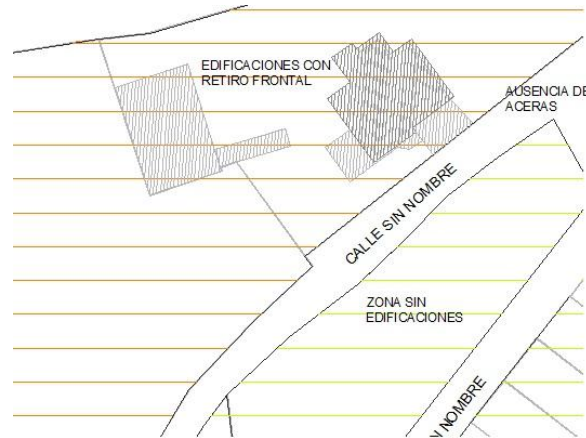 EDIFICACIONES CON
RETIRO FRONTAL
AUSENCIA DE
ACERAS
CALLE SIN NOMBRE
ZONA SIN
EDIFICACIONES
N NOMBRE